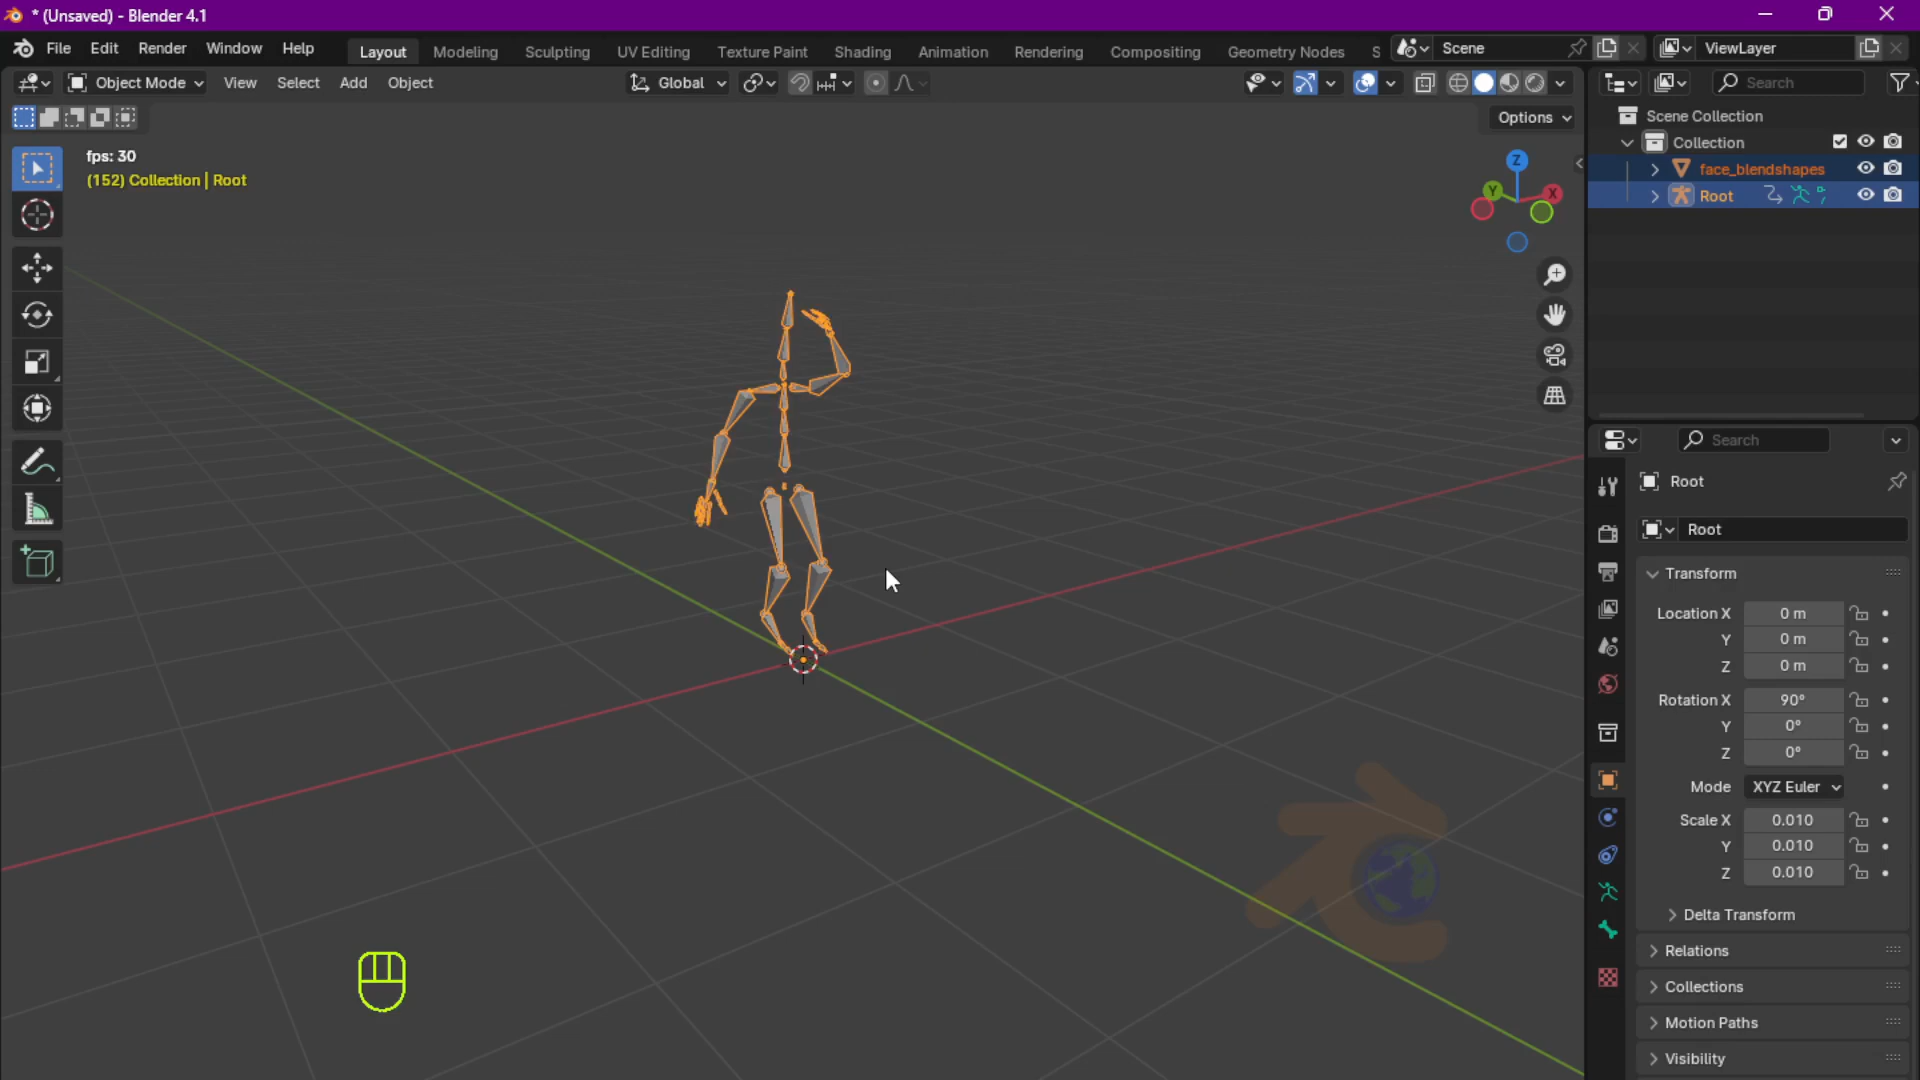 * (Unsaved) - Blender 4.1
File Edit Render Window Help Layout Modeling Sculpting UV Editing Texture Paint Shading Animation Rendering Compositing Geometry Nodes S Scene ViewLayer
Object Mode View Select Add Object Global Search
Options
Scene Collection
Collection
face_blendshapes
Root
fps: 30
(152) Collection | Root
Z
Y X
Search
Root
Root
Transform
Location X 0 m
Y 0 m
Z 0 m
Rotation X 90°
Y 0°
Z 0°
Mode XYZ Euler
Scale X 0.010
Y 0.010
Z 0.010
Delta Transform
Relations
Collections
Motion Paths
Visibility